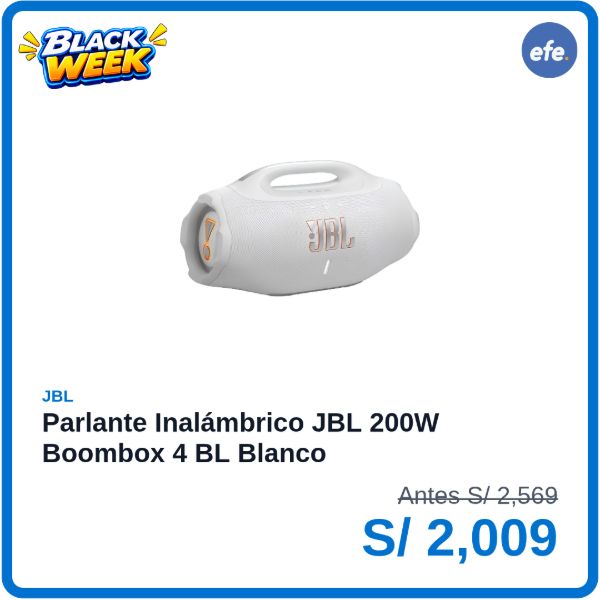 BLACK
WEEK
efe.
JBL
JBL
Parlante Inalámbrico JBL 200W
Boombox 4 BL Blanco
Antes S/ 2,569
S/ 2,009